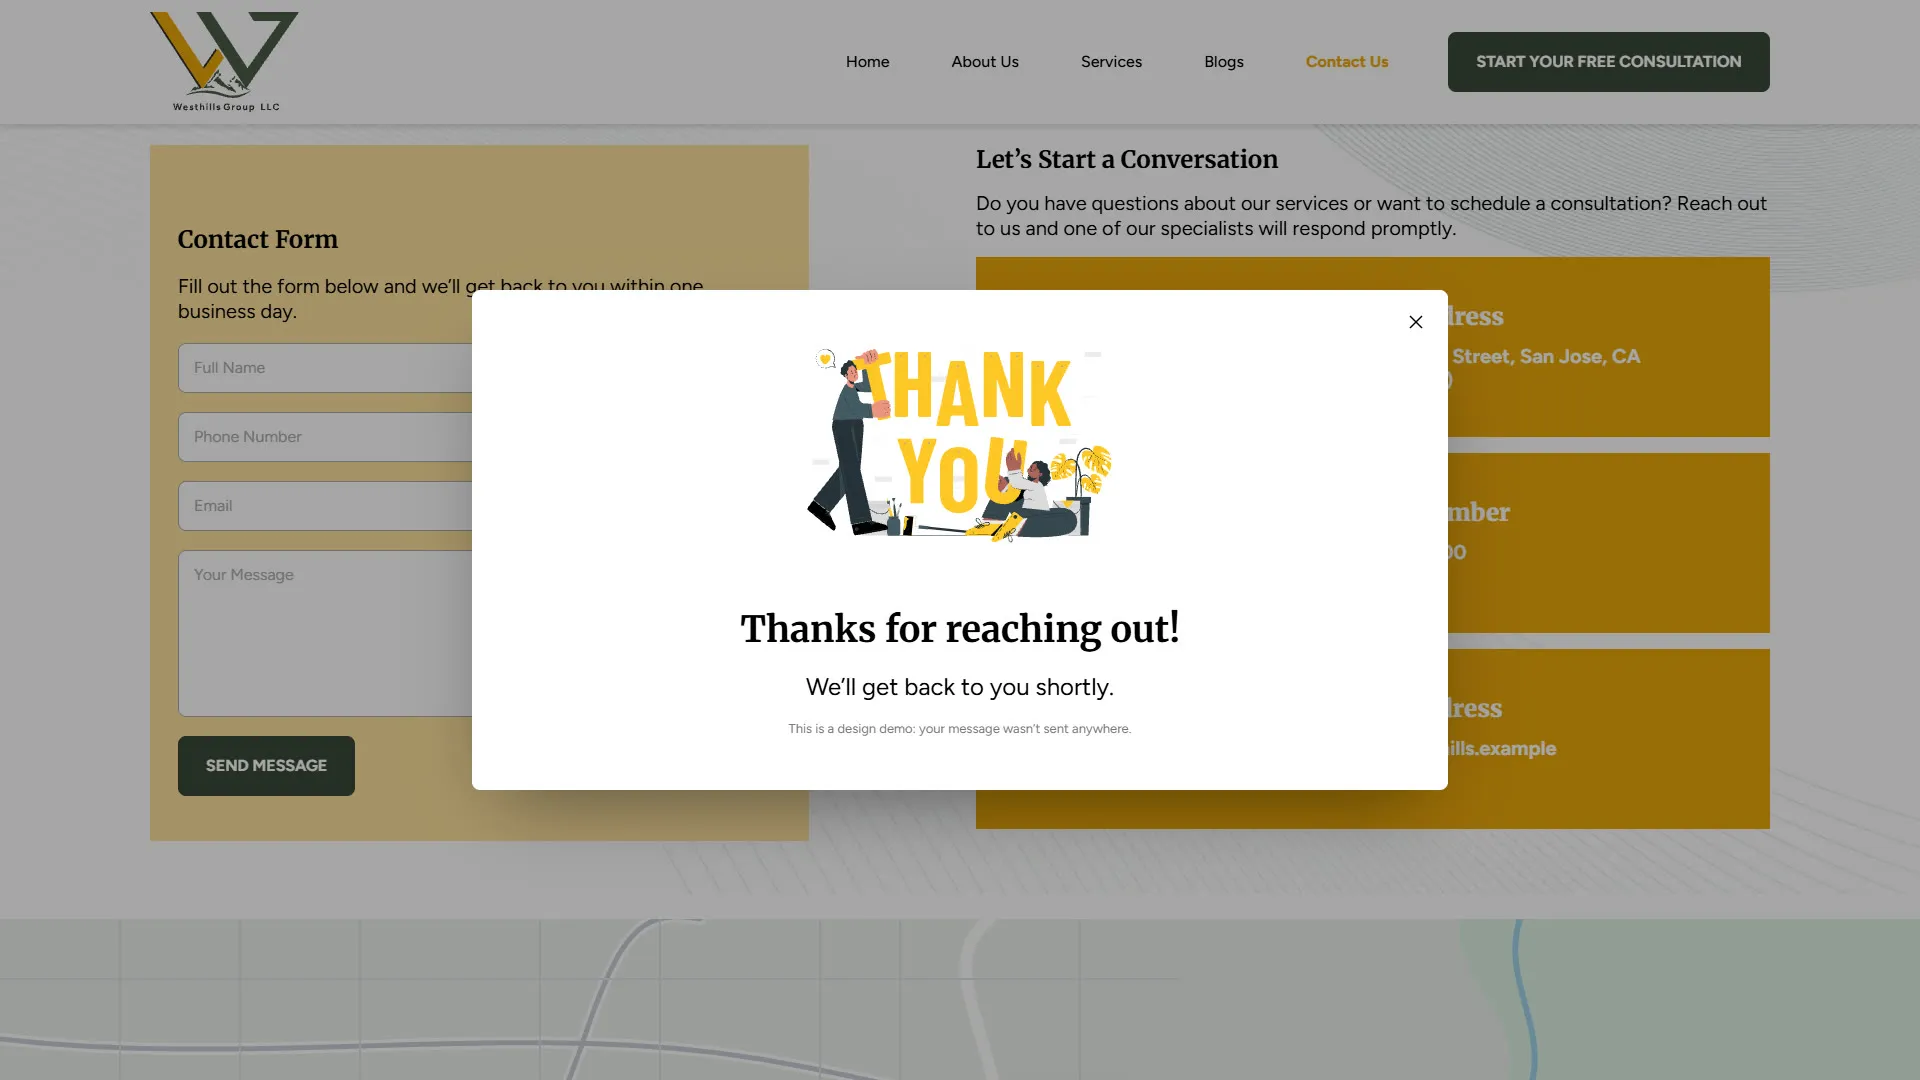 Westhills Group LLC
Home
About Us
Services
Blogs
Contact Us
START YOUR FREE CONSULTATION
Contact Form
Fill out the form below and we’ll get back to you within one
business day.
Full Name
Phone Number
Email
Your Message
SEND MESSAGE
Let’s Start a Conversation
Do you have questions about our services or want to schedule a consultation? Reach out
to us and one of our specialists will respond promptly.
Street, San Jose, CA
THANK
YOU
Thanks for reaching out!
We’ll get back to you shortly.
This is a design demo: your message wasn’t sent anywhere.